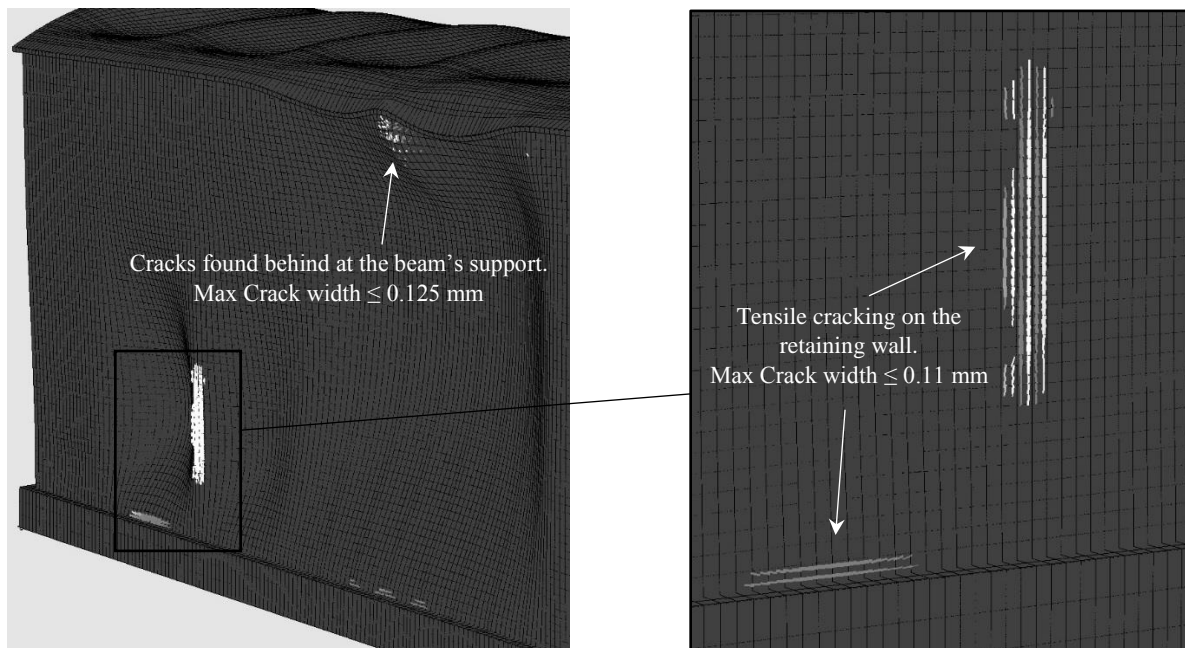 Cracks found behind at the beam's support.
Max Crack width ≤ 0.125 mm
Tensile cracking on the
retaining wall.
Max Crack width ≤ 0.11 mm